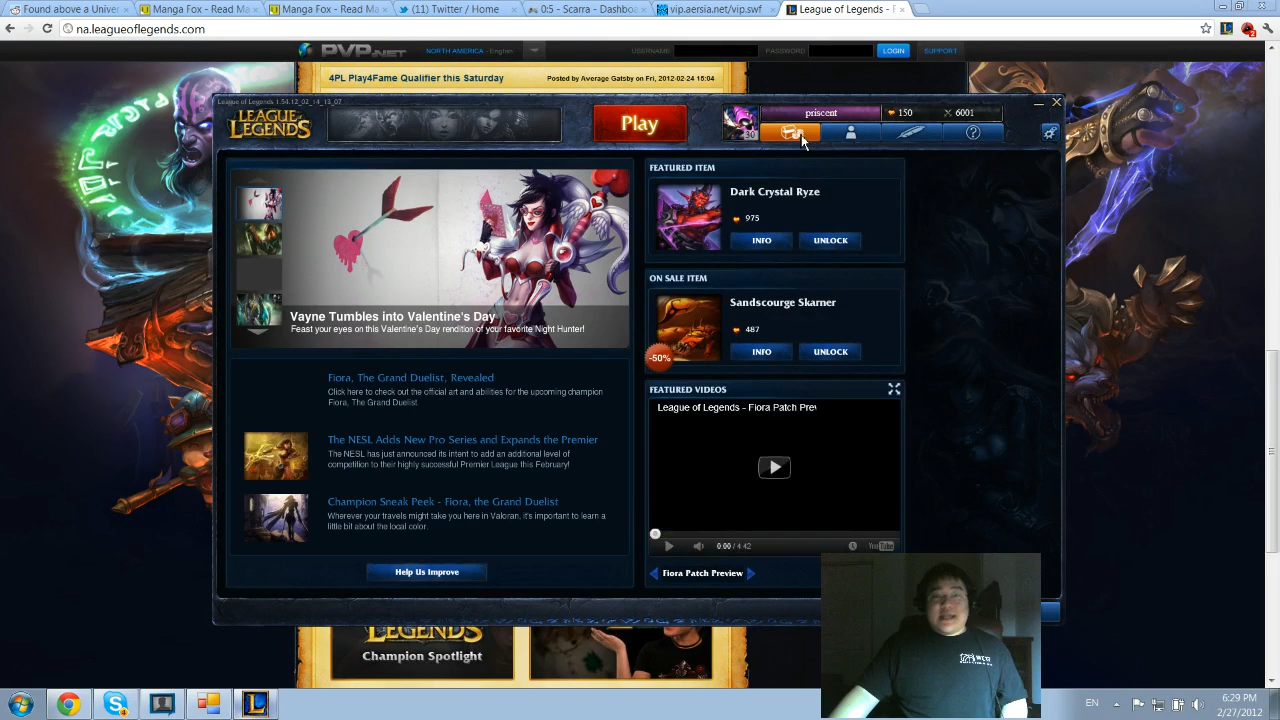 Found above a number
Manga Fox - Read Ma
Manga Fox - Read Ma
(11) Twitter / Home
0:5 - Scarra - Dashboa
vip.aersia.net/vip.swf
League of Legends - F
na.leagueoflegends.com
PVP.NET
NORTH AMERICA - English
USERNAME
PASSWORD
LOGIN
SUPPORT
4PL Play4Fame Qualifier this Saturday
Posted by Average Gatsby on Fri, 2012-02-24 16:04
League of Legends 1.54.12_02_14_13_07
LEAGUE OF LEGENDS
Play
30
priscent
150
6001
FEATURED ITEM
Dark Crystal Ryze
975
INFO
UNLOCK
ON SALE ITEM
Sandscourge Skarner
487
-50%
INFO
UNLOCK
Vayne Tumbles into Valentine's Day
Feast your eyes on this Valentine's Day rendition of your favorite Night Hunter!
Fiora, The Grand Duelist, Revealed
Click here to check out the official art and abilities for the upcoming champion
Fiora, The Grand Duelist
The NESL Adds New Pro Series and Expands the Premier
The NESL has just announced its intent to add an additional level of
competition to their highly successful Premier League this February!
Champion Sneak Peek - Fiora, the Grand Duelist
Wherever your travels might take you here in Valoran, it's important to learn a
little bit about the local color.
Help Us Improve
FEATURED VIDEOS
League of Legends - Fiora Patch Prev
0:00 / 4:42
YouTube
Fiora Patch Preview
LEGENDS
Champion Spotlight
EN
6:29 PM
2/27/2012